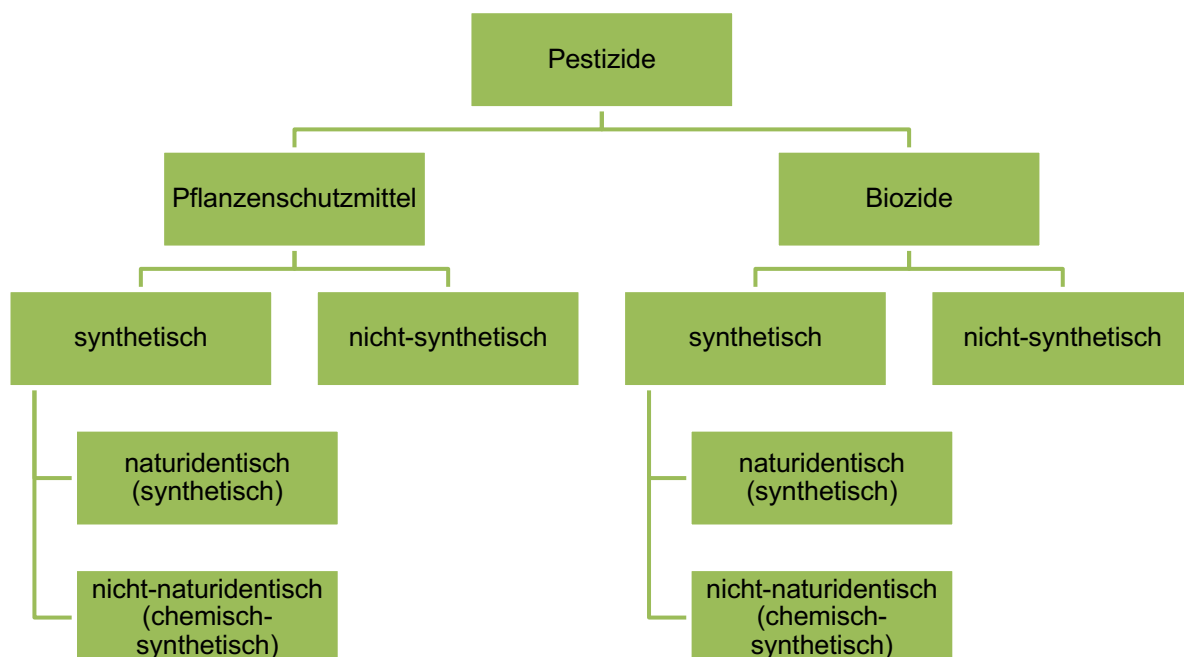 Pestizide
Pflanzenschutzmittel
Biozide
synthetisch
nicht-synthetisch
synthetisch
nicht-synthetisch
naturidentisch
(synthetisch)
naturidentisch
(synthetisch)
nicht-naturidentisch
(chemisch-
synthetisch)
nicht-naturidentisch
(chemisch-
synthetisch)